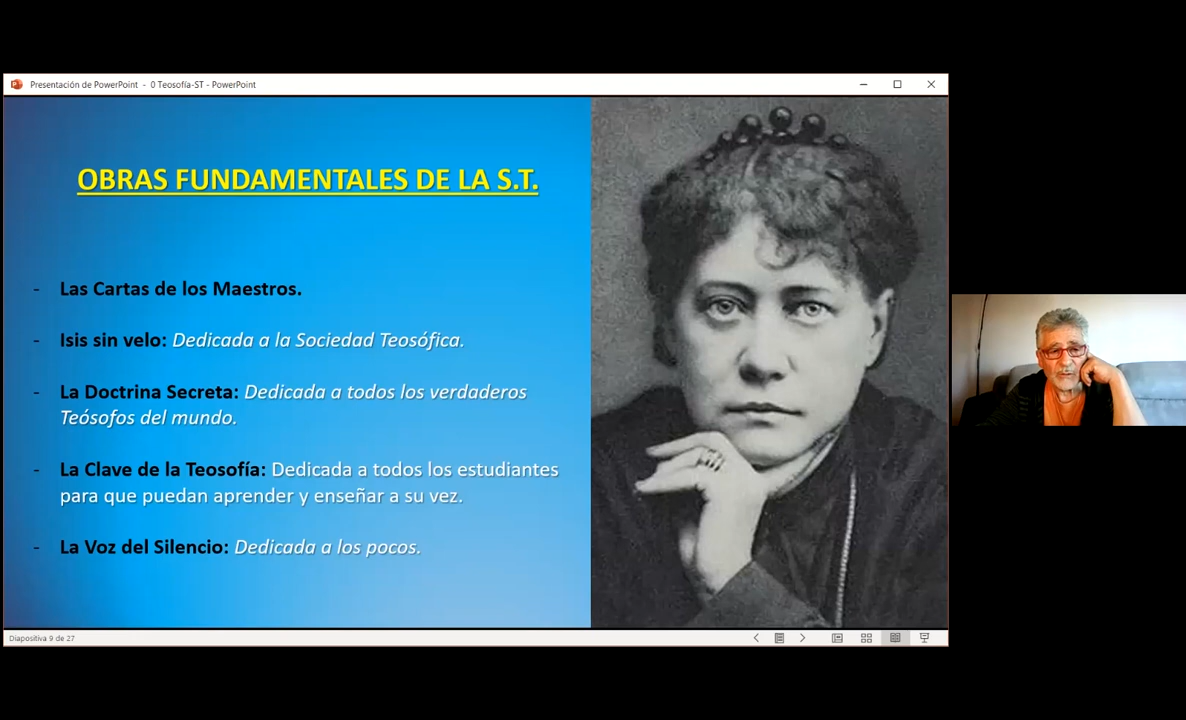 Presentación de PowerPoint - 0 Teosofía-ST - PowerPoint
OBRAS FUNDAMENTALES DE LA S.T.
- Las Cartas de los Maestros.
- Isis sin velo: Dedicada a la Sociedad Teosófica.
- La Doctrina Secreta: Dedicada a todos los verdaderos
Teósofos del mundo.
- La Clave de la Teosofía: Dedicada a todos los estudiantes
para que puedan aprender y enseñar a su vez.
- La Voz del Silencio: Dedicada a los pocos.
Diapositiva 9 de 27